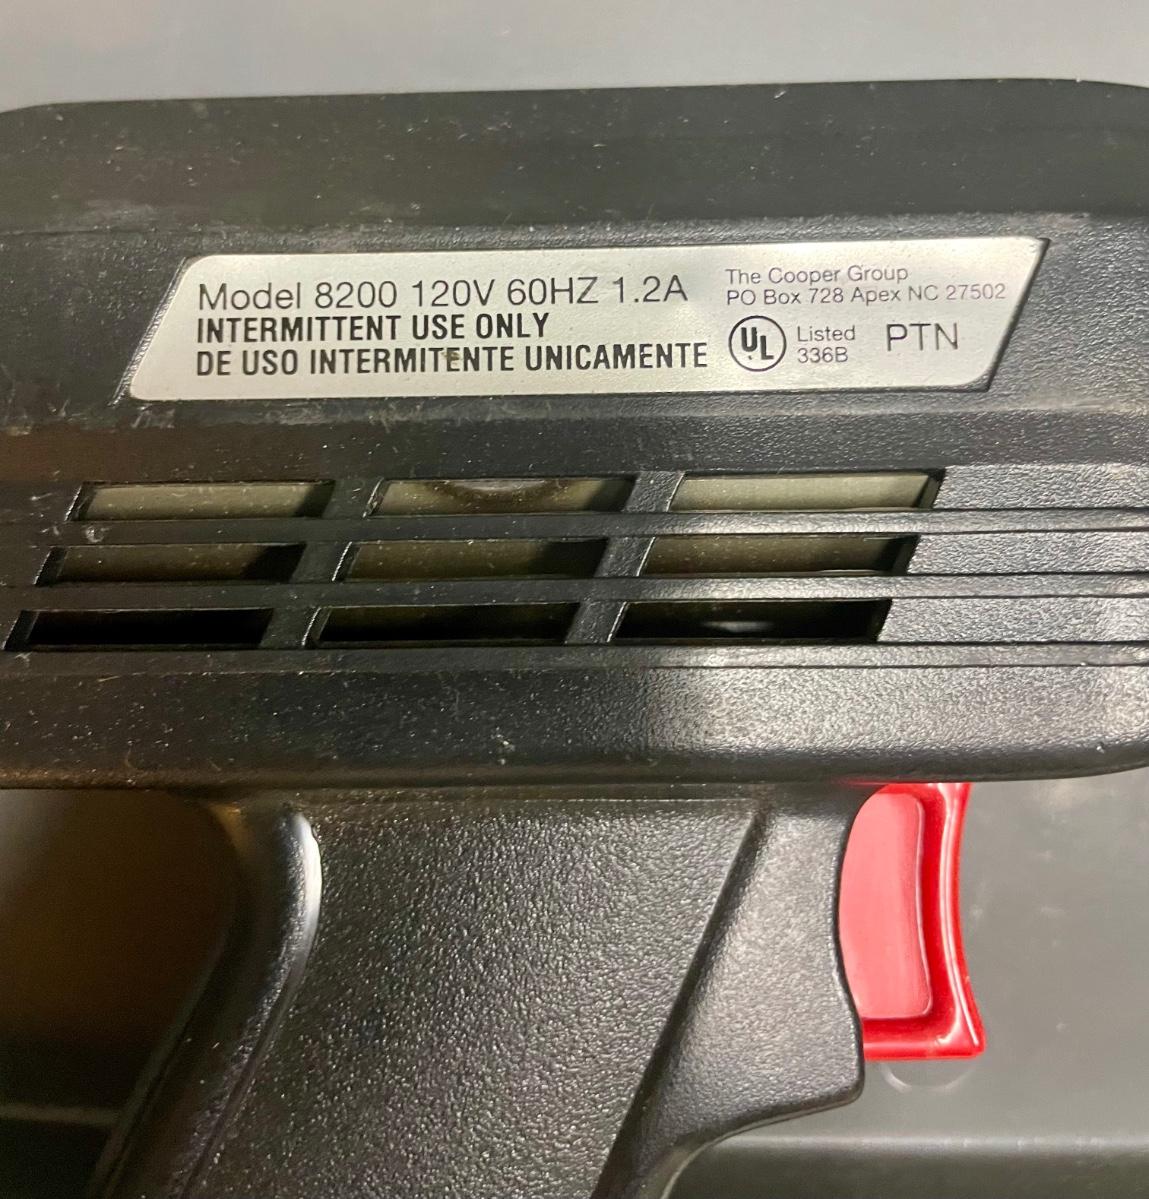 Model 8200 120V 60HZ 1.2A
INTERMITTENT USE ONLY
DE USO INTERMITENTE UNICAMENTE
The Cooper Group
PO Box 728 Apex NC 27502
UL Listed
336B
PTN